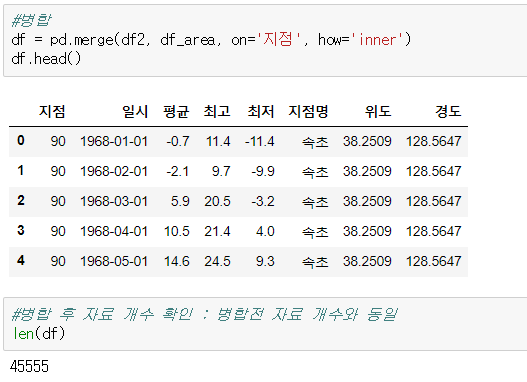 #병합
df = pd.merge(df2, df_area, on='지점', how='inner')
df.head()
지점 일시 평균 최고 최저 지점명 위도 경도
0 90 1968-01-01 -0.7 11.4 -11.4 속초 38.2509 128.5647
1 90 1968-02-01 -2.1 9.7 -9.9 속초 38.2509 128.5647
2 90 1968-03-01 5.9 20.5 -3.2 속초 38.2509 128.5647
3 90 1968-04-01 10.5 21.4 4.0 속초 38.2509 128.5647
4 90 1968-05-01 14.6 24.5 9.3 속초 38.2509 128.5647
#병합 후 자료 개수 확인 : 병합전 자료 개수와 동일
len(df)
45555